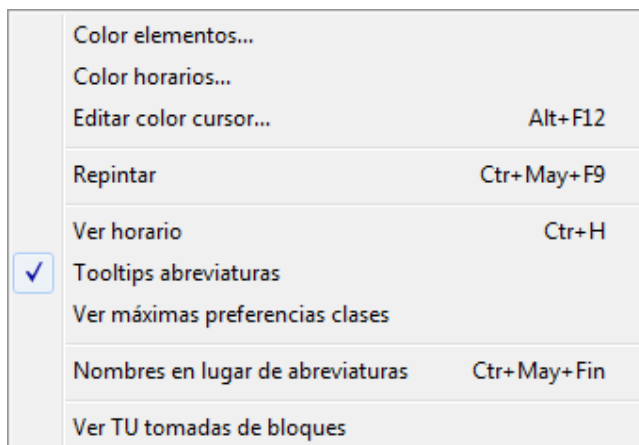 Color elementos...
Color horarios...
Editar color cursor... Alt+F12
Repintar Ctr+May+F9
Ver horario Ctr+H
Tooltips abreviaturas
Ver máximas preferencias clases
Nombres en lugar de abreviaturas Ctr+May+Fin
Ver TU tomadas de bloques